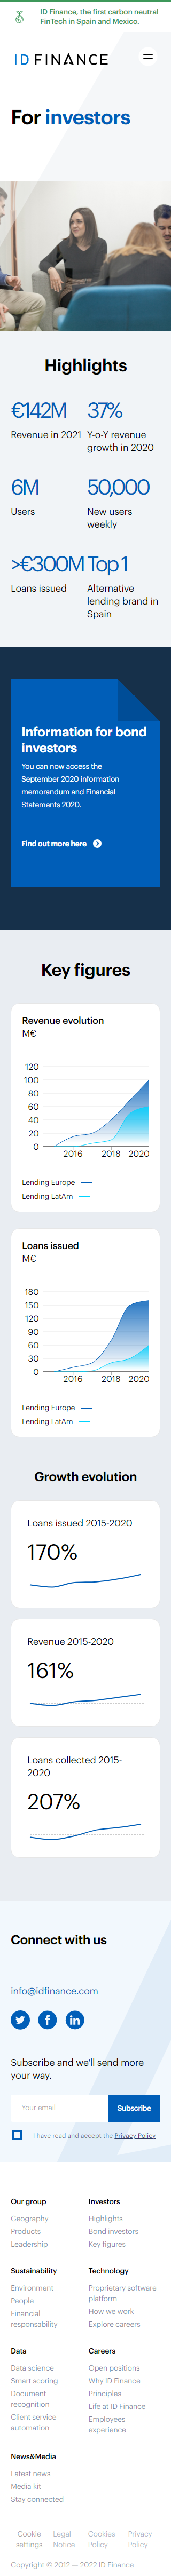 ID Finance, the first carbon neutral
FinTech in Spain and Mexico.
ID FINANCE
For investors
Highlights
€142M
37%
Revenue in 2021
Y-o-Y revenue
growth in 2020
6M
50,000
Users
New users
weekly
>€300M
Top 1
Loans issued
Alternative
lending brand in
Spain
Information for bond
investors
You can now access the
September 2020 information
memorandum and Financial
Statements 2020.
Find out more here
Key figures
Revenue evolution
M€
120
100
80
60
40
20
0
2016 2018 2020
Lending Europe
Lending LatAm
Loans issued
M€
180
150
120
90
60
30
0
2016 2018 2020
Lending Europe
Lending LatAm
Growth evolution
Loans issued 2015-2020
170%
Revenue 2015-2020
161%
Loans collected 2015-
2020
207%
Connect with us
info@idfinance.com
Subscribe and we'll send more
your way.
Your email
Subscribe
I have read and accept the Privacy Policy
Our group
Geography
Products
Leadership
Investors
Highlights
Bond investors
Key figures
Sustainability
Environment
People
Financial
responsability
Technology
Proprietary software
platform
How we work
Explore careers
Data
Data science
Smart scoring
Document
recognition
Client service
automation
Careers
Open positions
Why ID Finance
Principles
Life at ID Finance
Employees
experience
News&Media
Latest news
Media kit
Stay connected
Cookie
settings
Legal
Notice
Cookies
Policy
Privacy
Policy
Copyright © 2012 — 2022 ID Finance